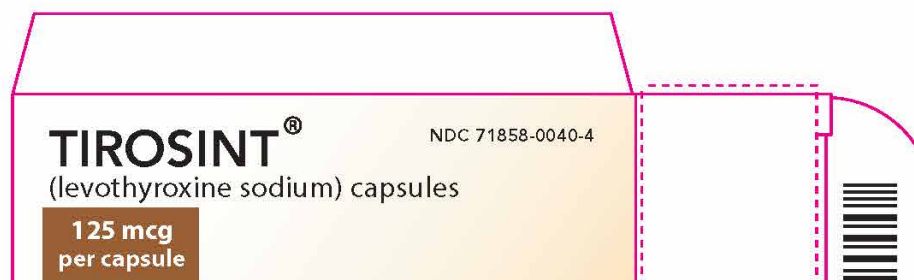 TIROSINT®
NDC 71858-0040-4
(levothyroxine sodium) capsules
125 mcg
per capsule